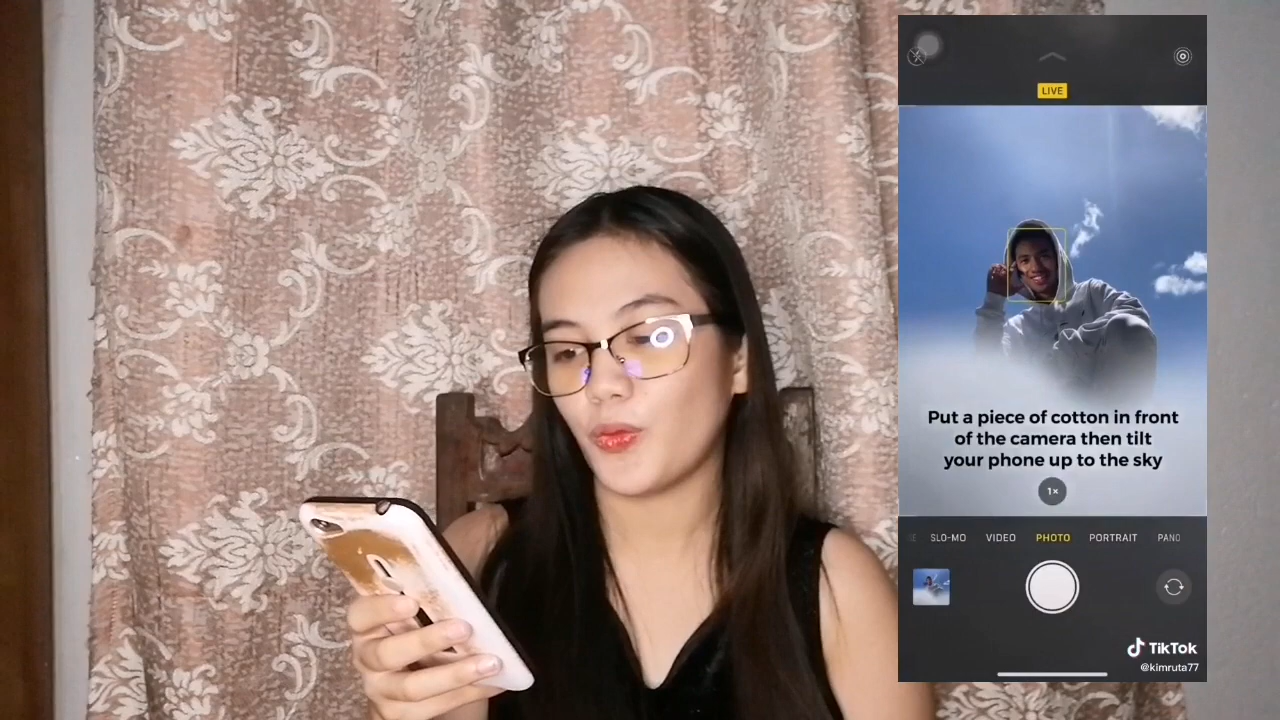 LIVE
Put a piece of cotton in front
of the camera then tilt
your phone up to the sky
1×
SLO-MO VIDEO PHOTO PORTRAIT PANO
TikTok
@kimruta77